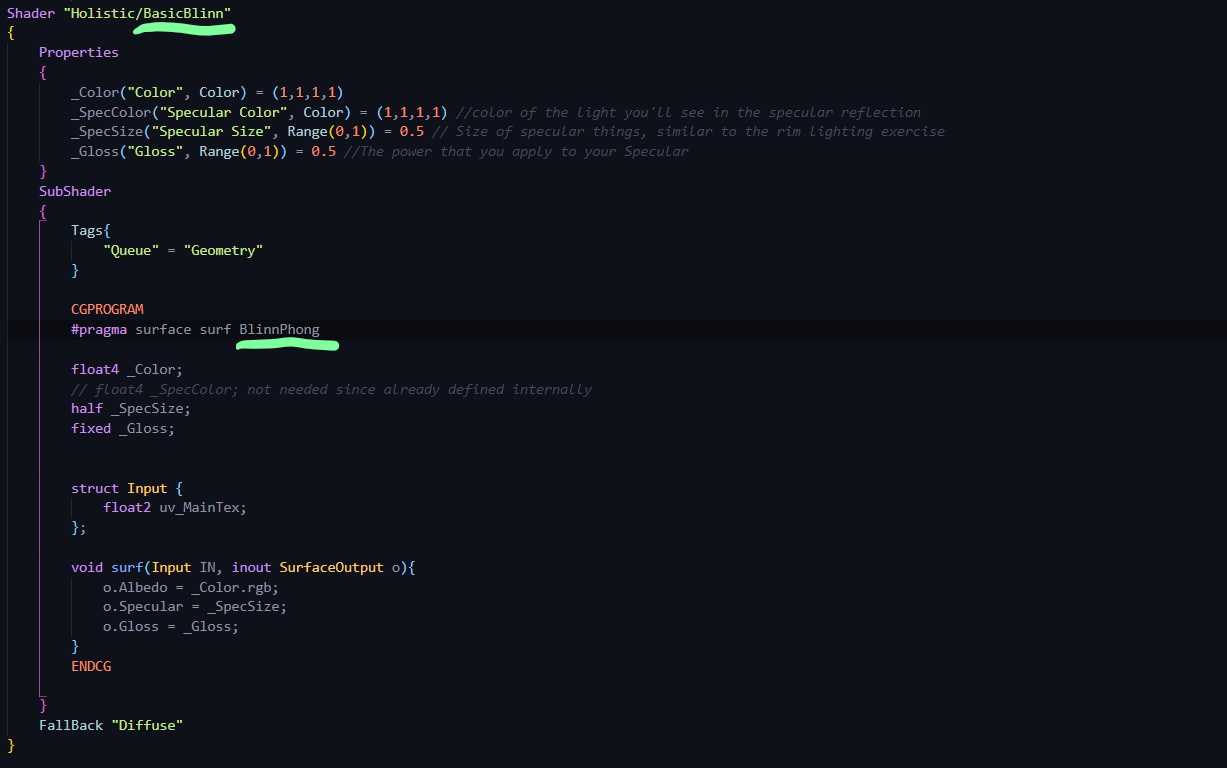 Shader "Holistic/BasicBlinn"
{
Properties
{
_Color("Color", Color) = (1,1,1,1)
_SpecColor("Specular Color", Color) = (1,1,1,1) //color of the light you'll see in the specular reflection
_SpecSize("Specular Size", Range(0,1)) = 0.5 // Size of specular things, similar to the rim lighting exercise
_Gloss("Gloss", Range(0,1)) = 0.5 //The power that you apply to your Specular
}
SubShader
{
Tags{
"Queue" = "Geometry"
}
CGPROGRAM
#pragma surface surf BlinnPhong
float4 _Color;
// float4 _SpecColor; not needed since already defined internally
half _SpecSize;
fixed _Gloss;
struct Input {
float2 uv_MainTex;
};
void surf(Input IN, inout SurfaceOutput o){
o.Albedo = _Color.rgb;
o.Specular = _SpecSize;
o.Gloss = _Gloss;
}
ENDCG
}
FallBack "Diffuse"
}